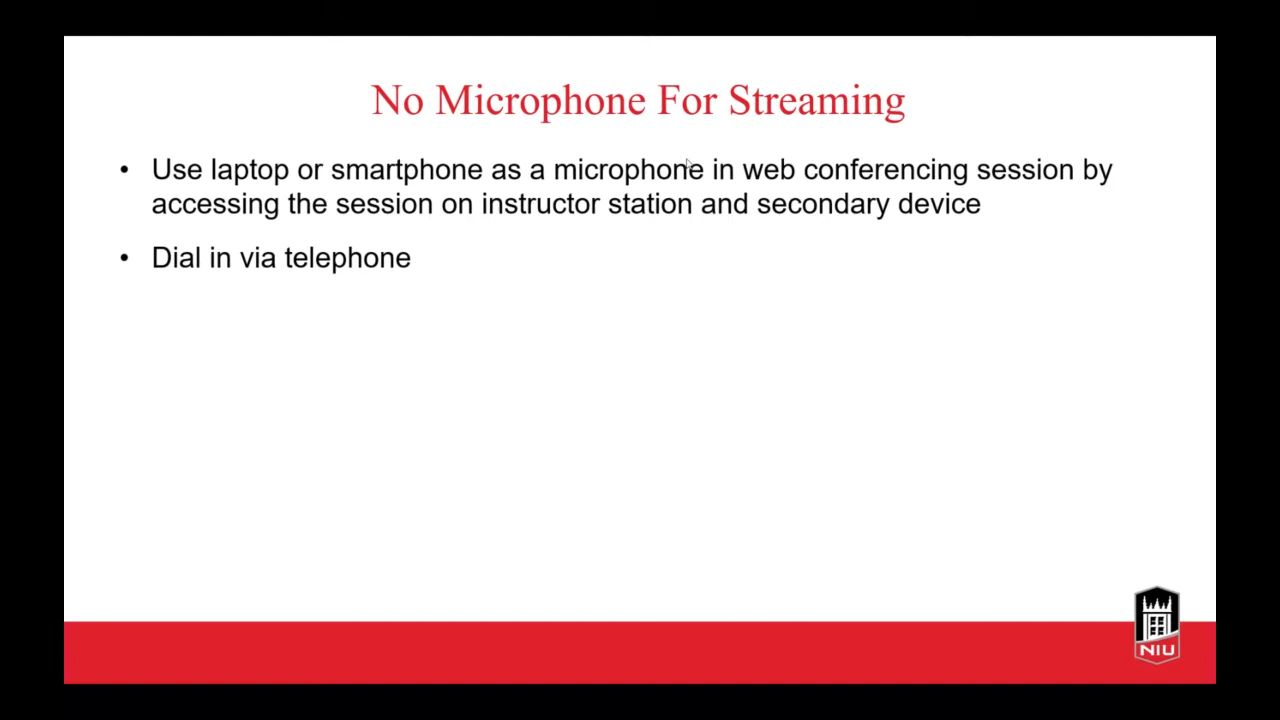 No Microphone For Streaming
• Use laptop or smartphone as a microphone in web conferencing session by
accessing the session on instructor station and secondary device
• Dial in via telephone
NIU